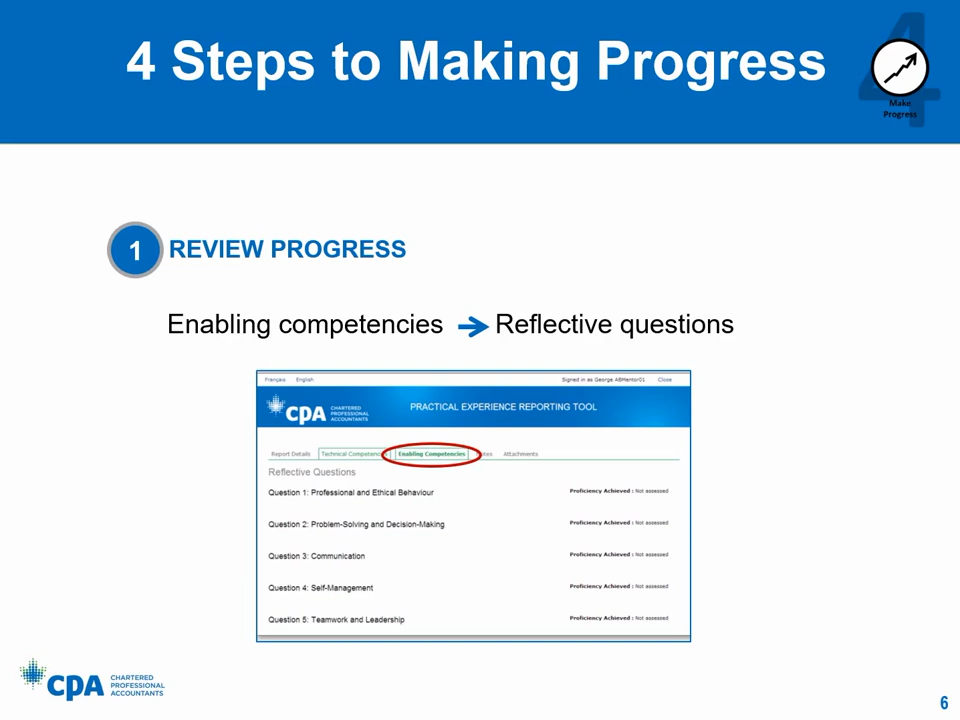 4 Steps to Making Progress
4
Make
Progress
1
REVIEW PROGRESS
Enabling competencies
Reflective questions
Français English
Signed in as George ABMentor01 Close
CPA
CHARTERED
PROFESSIONAL
ACCOUNTANTS
PRACTICAL EXPERIENCE REPORTING TOOL
Report Details
Enabling Competencies
Attachments
Reflective Questions
Question 1: Professional and Ethical Behaviour
Proficiency Achieved : Not assessed
Question 2: Problem-Solving and Decision-Making
Proficiency Achieved : Not assessed
Question 3: Communication
Proficiency Achieved : Not assessed
Question 4: Self-Management
Proficiency Achieved : Not assessed
Question 5: Teamwork and Leadership
Proficiency Achieved : Not assessed
CPA
CHARTERED
PROFESSIONAL
ACCOUNTANTS
6